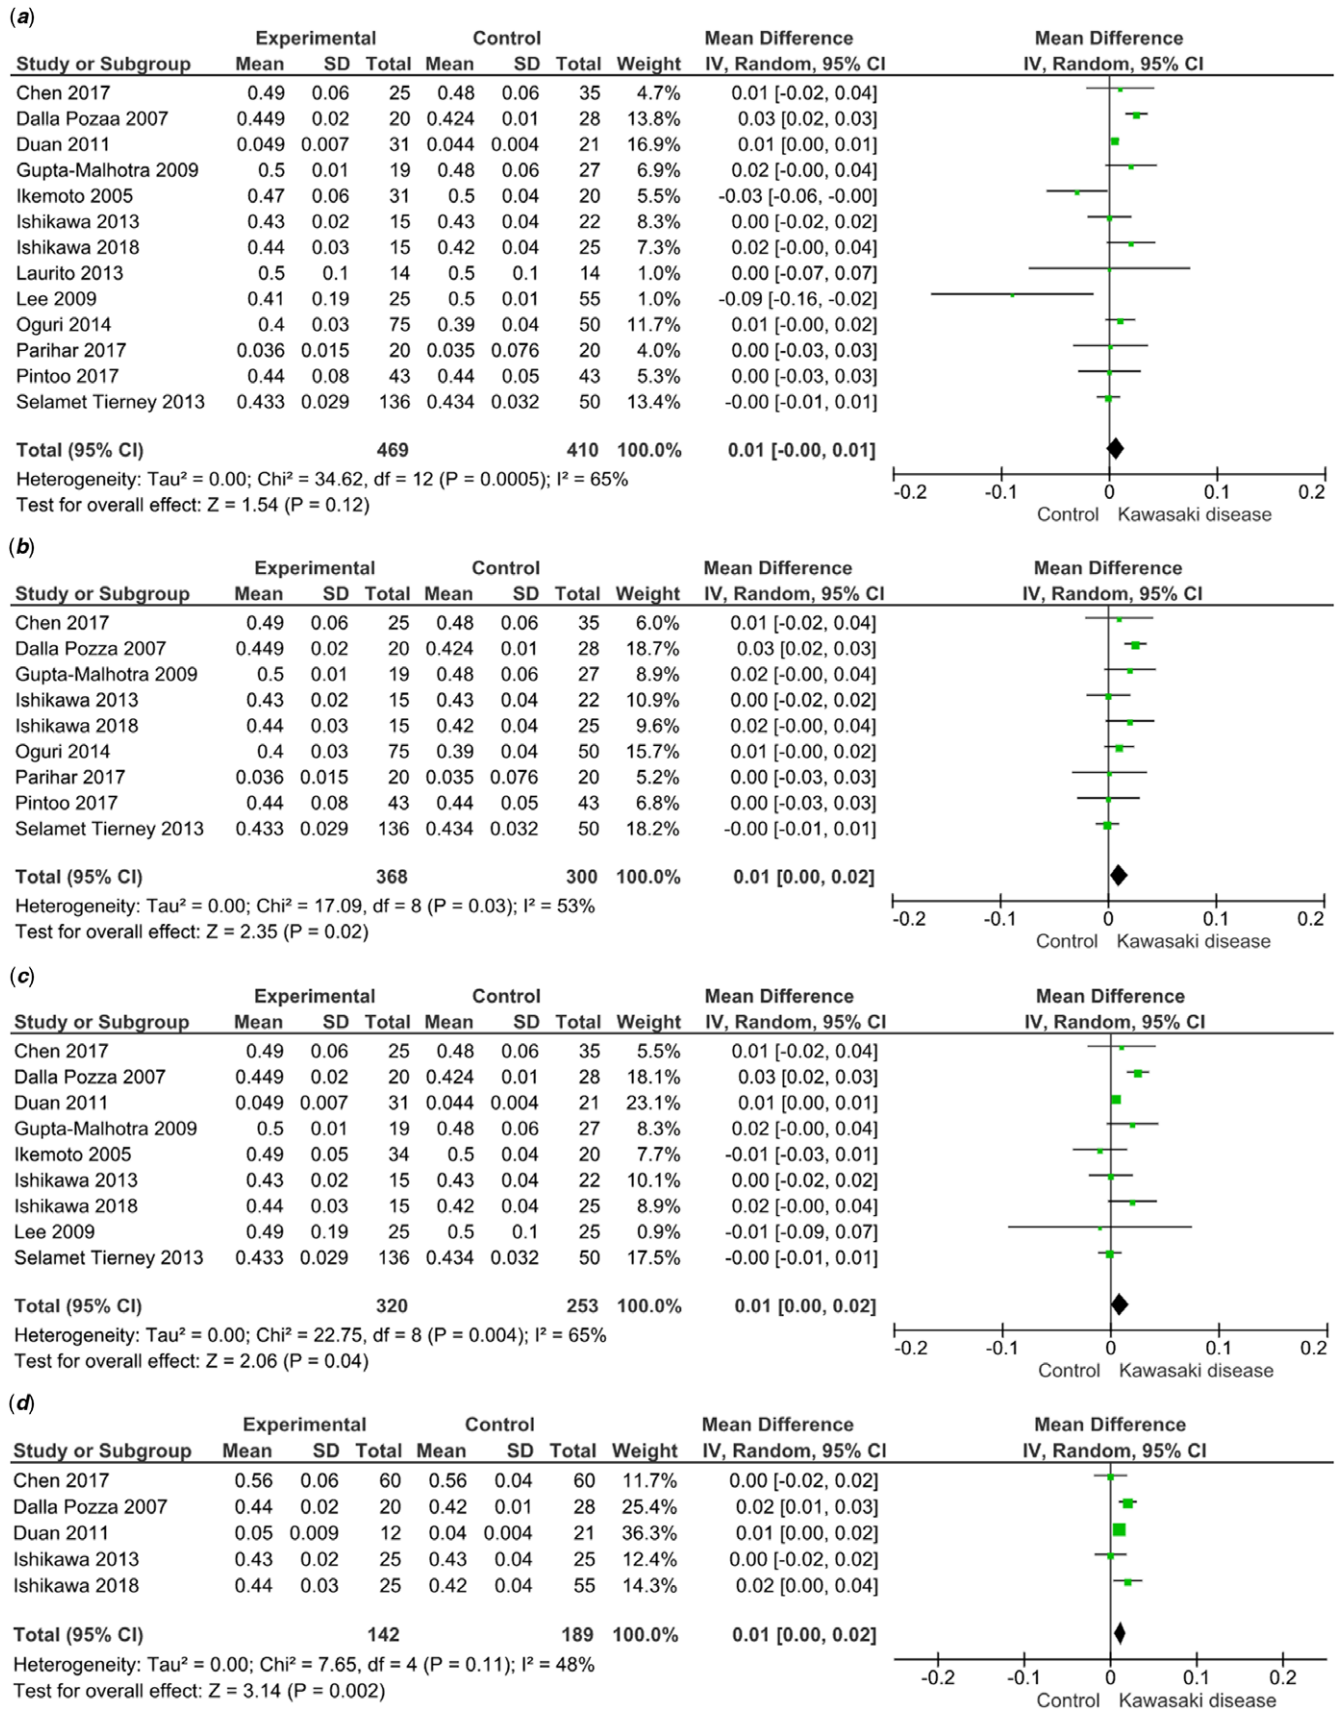 (a)
Experimental Control Mean Difference Mean Difference
Study or Subgroup Mean SD Total Mean SD Total Weight IV, Random, 95% CI IV, Random, 95% CI
Chen 2017 0.49 0.06 25 0.48 0.06 35 4.7% 0.01 [-0.02, 0.04]
Dalla Pozaa 2007 0.449 0.02 20 0.424 0.01 28 13.8% 0.03 [0.02, 0.03]
Duan 2011 0.049 0.007 31 0.044 0.004 21 16.9% 0.01 [0.00, 0.01]
Gupta-Malhotra 2009 0.5 0.01 19 0.48 0.06 27 6.9% 0.02 [-0.00, 0.04]
Ikemoto 2005 0.47 0.06 31 0.5 0.04 20 5.5% -0.03 [-0.06, -0.00]
Ishikawa 2013 0.43 0.02 15 0.43 0.04 22 8.3% 0.00 [-0.02, 0.02]
Ishikawa 2018 0.44 0.03 15 0.42 0.04 25 7.3% 0.02 [-0.00, 0.04]
Laurito 2013 0.5 0.1 14 0.5 0.1 14 1.0% 0.00 [-0.07, 0.07]
Lee 2009 0.41 0.19 25 0.5 0.01 55 1.0% -0.09 [-0.16, -0.02]
Oguri 2014 0.4 0.03 75 0.39 0.04 50 11.7% 0.01 [-0.00, 0.02]
Parihar 2017 0.036 0.015 20 0.035 0.076 20 4.0% 0.00 [-0.03, 0.03]
Pintoo 2017 0.44 0.08 43 0.44 0.05 43 5.3% 0.00 [-0.03, 0.03]
Selamet Tierney 2013 0.433 0.029 136 0.434 0.032 50 13.4% -0.00 [-0.01, 0.01]
Total (95% CI) 469 410 100.0% 0.01 [-0.00, 0.01]
Heterogeneity: Tau² = 0.00; Chi² = 34.62, df = 12 (P = 0.0005); I² = 65%
Test for overall effect: Z = 1.54 (P = 0.12)
-0.2 -0.1 0 0.1 0.2
Control Kawasaki disease
(b)
Experimental Control Mean Difference Mean Difference
Study or Subgroup Mean SD Total Mean SD Total Weight IV, Random, 95% CI IV, Random, 95% CI
Chen 2017 0.49 0.06 25 0.48 0.06 35 6.0% 0.01 [-0.02, 0.04]
Dalla Pozza 2007 0.449 0.02 20 0.424 0.01 28 18.7% 0.03 [0.02, 0.03]
Gupta-Malhotra 2009 0.5 0.01 19 0.48 0.06 27 8.9% 0.02 [-0.00, 0.04]
Ishikawa 2013 0.43 0.02 15 0.43 0.04 22 10.9% 0.00 [-0.02, 0.02]
Ishikawa 2018 0.44 0.03 15 0.42 0.04 25 9.6% 0.02 [-0.00, 0.04]
Oguri 2014 0.4 0.03 75 0.39 0.04 50 15.7% 0.01 [-0.00, 0.02]
Parihar 2017 0.036 0.015 20 0.035 0.076 20 5.2% 0.00 [-0.03, 0.03]
Pintoo 2017 0.44 0.08 43 0.44 0.05 43 6.8% 0.00 [-0.03, 0.03]
Selamet Tierney 2013 0.433 0.029 136 0.434 0.032 50 18.2% -0.00 [-0.01, 0.01]
Total (95% CI) 368 300 100.0% 0.01 [0.00, 0.02]
Heterogeneity: Tau² = 0.00; Chi² = 17.09, df = 8 (P = 0.03); I² = 53%
Test for overall effect: Z = 2.35 (P = 0.02)
-0.2 -0.1 0 0.1 0.2
Control Kawasaki disease
(c)
Experimental Control Mean Difference Mean Difference
Study or Subgroup Mean SD Total Mean SD Total Weight IV, Random, 95% CI IV, Random, 95% CI
Chen 2017 0.49 0.06 25 0.48 0.06 35 5.5% 0.01 [-0.02, 0.04]
Dalla Pozza 2007 0.449 0.02 20 0.424 0.01 28 18.1% 0.03 [0.02, 0.03]
Duan 2011 0.049 0.007 31 0.044 0.004 21 23.1% 0.01 [0.00, 0.01]
Gupta-Malhotra 2009 0.5 0.01 19 0.48 0.06 27 8.3% 0.02 [-0.00, 0.04]
Ikemoto 2005 0.49 0.05 34 0.5 0.04 20 7.7% -0.01 [-0.03, 0.01]
Ishikawa 2013 0.43 0.02 15 0.43 0.04 22 10.1% 0.00 [-0.02, 0.02]
Ishikawa 2018 0.44 0.03 15 0.42 0.04 25 8.9% 0.02 [-0.00, 0.04]
Lee 2009 0.49 0.19 25 0.5 0.1 25 0.9% -0.01 [-0.09, 0.07]
Selamet Tierney 2013 0.433 0.029 136 0.434 0.032 50 17.5% -0.00 [-0.01, 0.01]
Total (95% CI) 320 253 100.0% 0.01 [0.00, 0.02]
Heterogeneity: Tau² = 0.00; Chi² = 22.75, df = 8 (P = 0.004); I² = 65%
Test for overall effect: Z = 2.06 (P = 0.04)
-0.2 -0.1 0 0.1 0.2
Control Kawasaki disease
(d)
Experimental Control Mean Difference Mean Difference
Study or Subgroup Mean SD Total Mean SD Total Weight IV, Random, 95% CI IV, Random, 95% CI
Chen 2017 0.56 0.06 60 0.56 0.04 60 11.7% 0.00 [-0.02, 0.02]
Dalla Pozza 2007 0.44 0.02 20 0.42 0.01 28 25.4% 0.02 [0.01, 0.03]
Duan 2011 0.05 0.009 12 0.04 0.004 21 36.3% 0.01 [0.00, 0.02]
Ishikawa 2013 0.43 0.02 25 0.43 0.04 25 12.4% 0.00 [-0.02, 0.02]
Ishikawa 2018 0.44 0.03 25 0.42 0.04 55 14.3% 0.02 [0.00, 0.04]
Total (95% CI) 142 189 100.0% 0.01 [0.00, 0.02]
Heterogeneity: Tau² = 0.00; Chi² = 7.65, df = 4 (P = 0.11); I² = 48%
Test for overall effect: Z = 3.14 (P = 0.002)
-0.2 -0.1 0 0.1 0.2
Control Kawasaki disease